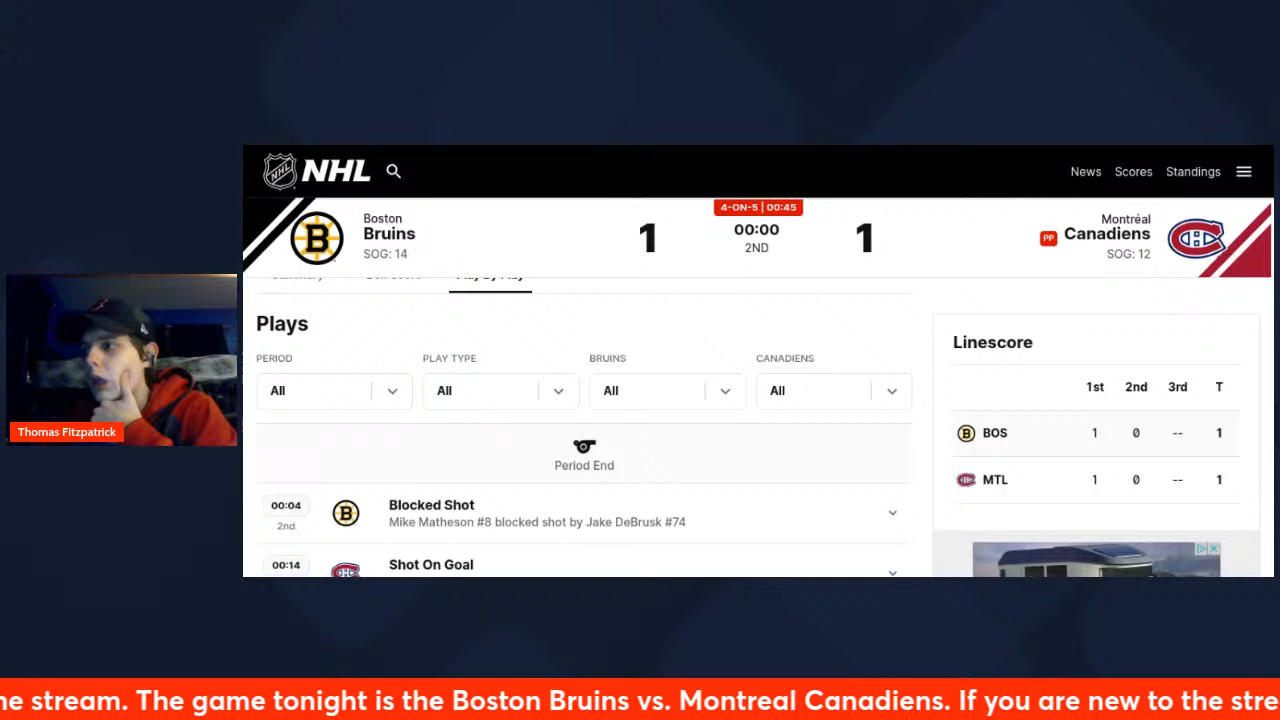 NHL
News Scores Standings
4-ON-5 | 00:45
Boston
Bruins
SOG: 14
1
00:00
2ND
1
Montréal
PP Canadiens
SOG: 12
Play By Play
Plays
PERIOD PLAY TYPE BRUINS CANADIENS
All All All All
Period End
00:04
2nd
Blocked Shot
Mike Matheson #8 blocked shot by Jake DeBrusk #74
00:14
Shot On Goal
Linescore
1st 2nd 3rd T
BOS 1 0 -- 1
MTL 1 0 -- 1
Thomas Fitzpatrick
stream. The game tonight is the Boston Bruins vs. Montreal Canadiens. If you are new to the stre